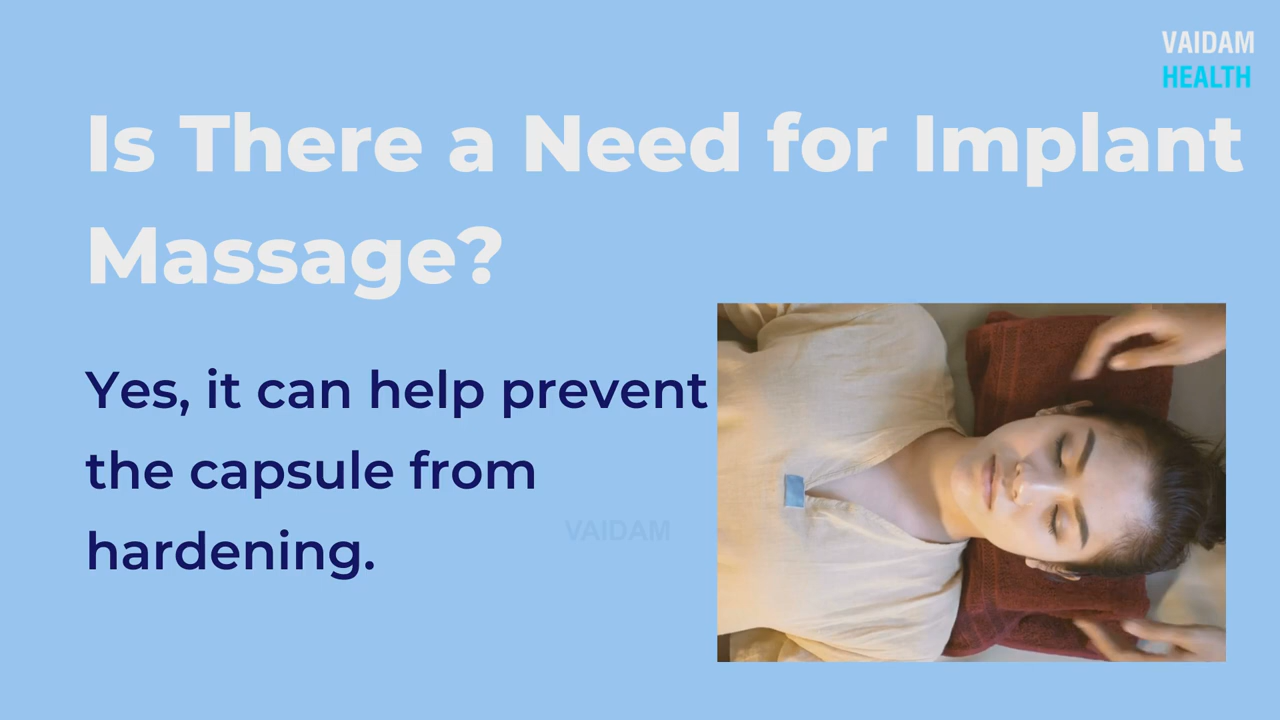 VAIDAM
HEALTH
Is There a Need for Implant
Massage?
Yes, it can help prevent
the capsule from
hardening.
VAIDAM